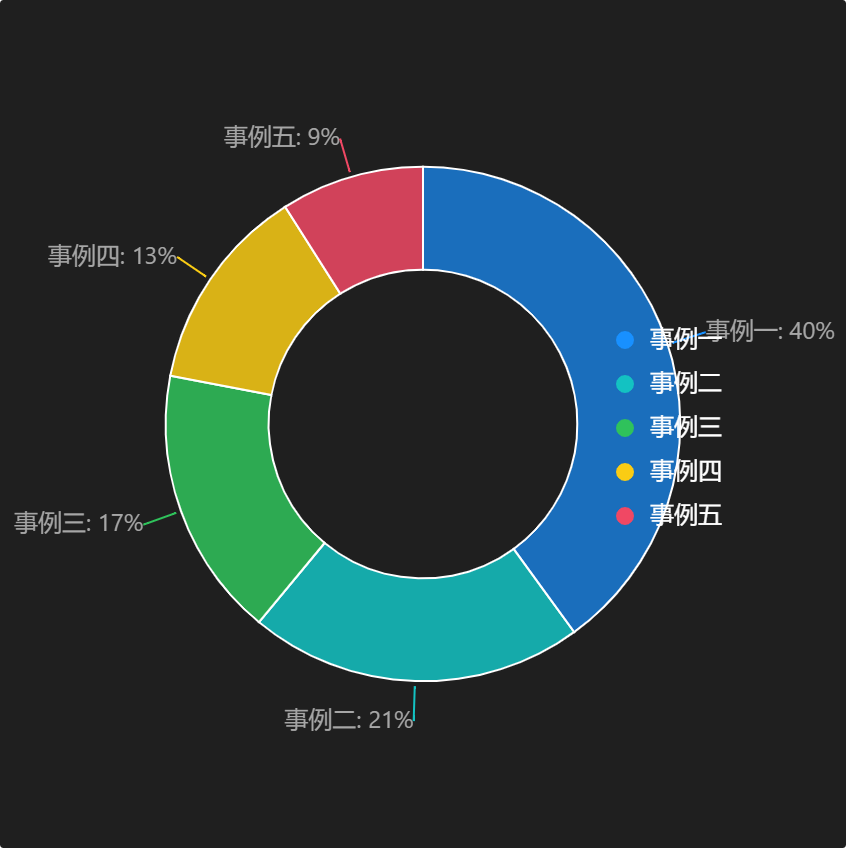 事例五: 9%
事例四: 13%
事例一: 40%
事例一
事例二
事例三
事例四
事例五
事例三: 17%
事例二: 21%